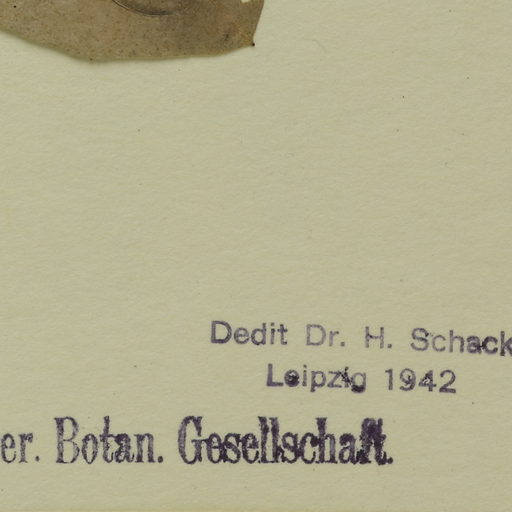 Dedit Dr. H. Schack
Leipzig 1942
er. Botan. Gesellschaft.